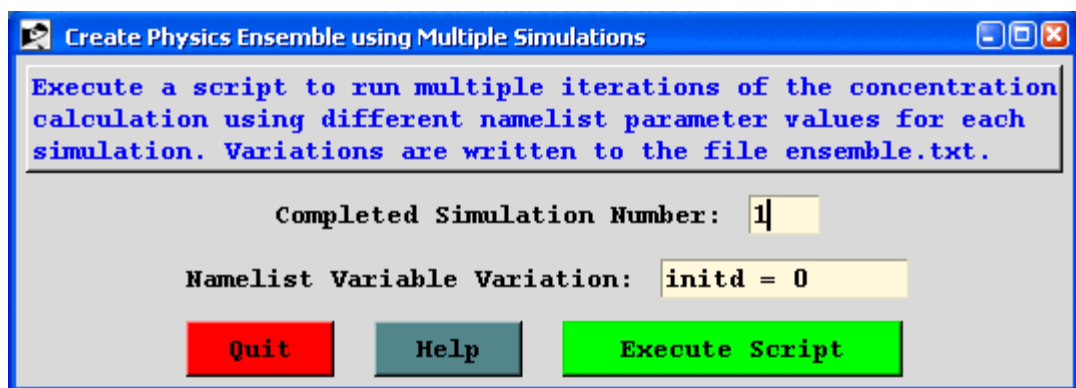 Create Physics Ensemble using Multiple Simulations
Execute a script to run multiple iterations of the concentration
calculation using different namelist parameter values for each
simulation. Variations are written to the file ensemble.txt.
Completed Simulation Number: 1
Namelist Variable Variation: initd = 0
Quit Help Execute Script